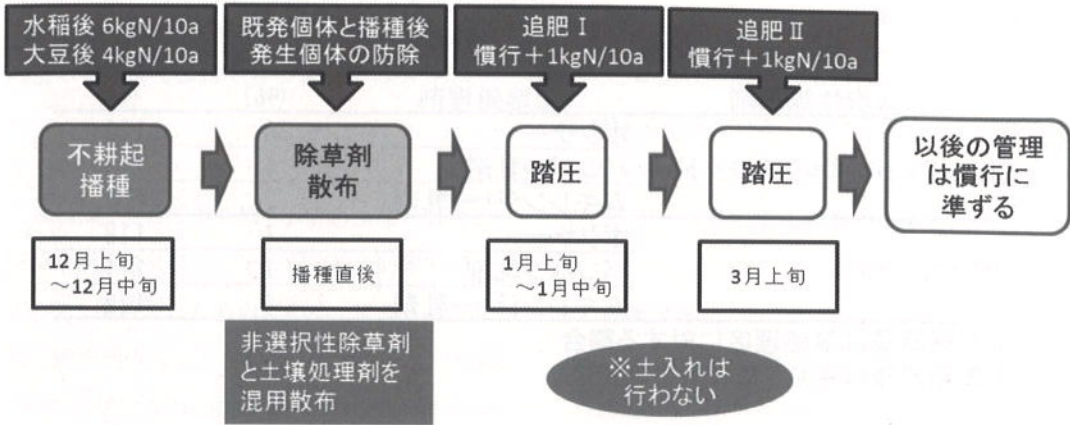 水稲後 6kgN/10a
大豆後 4kgN/10a
既発個体と播種後
発生個体の防除
追肥 I
慣行+1kgN/10a
追肥 II
慣行+1kgN/10a
不耕起
播種
除草剤
散布
踏圧
踏圧
以後の管理
は慣行に
準ずる
12月上旬
~12月中旬
播種直後
1月上旬
~1月中旬
3月上旬
非選択性除草剤
と土壌処理剤を
混用散布
※土入れは
行わない